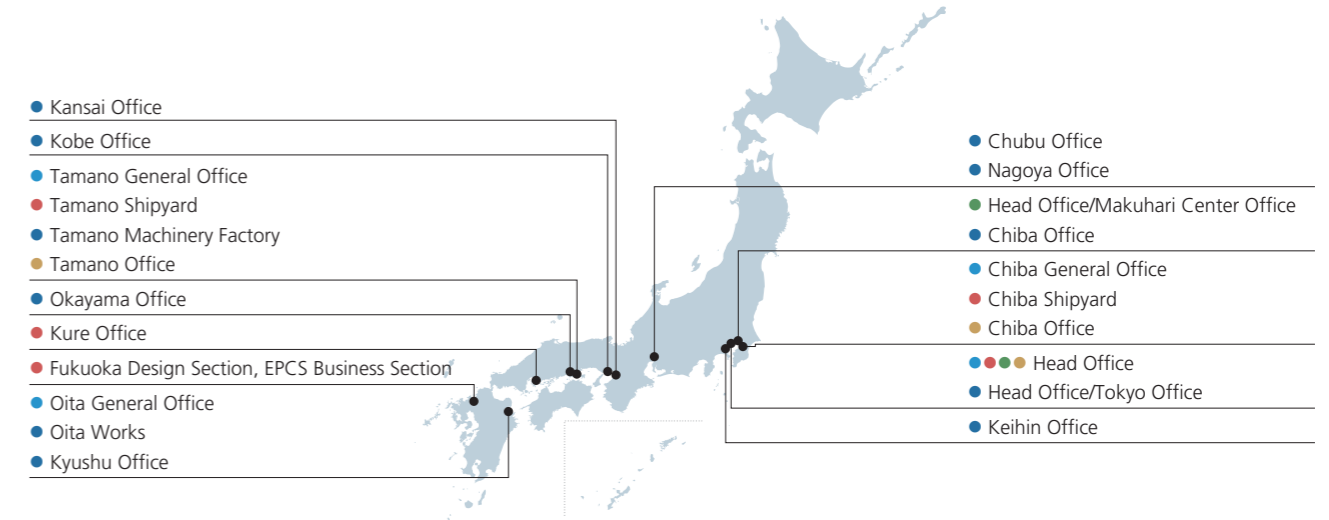 Kansai Office
Kobe Office
Tamano General Office
Tamano Shipyard
Tamano Machinery Factory
Tamano Office
Okayama Office
Kure Office
Fukuoka Design Section, EPCS Business Section
Oita General Office
Oita Works
Kyushu Office
Chubu Office
Nagoya Office
Head Office/Makuhari Center Office
Chiba Office
Chiba General Office
Chiba Shipyard
Chiba Office
Head Office
Head Office/Tokyo Office
Keihin Office